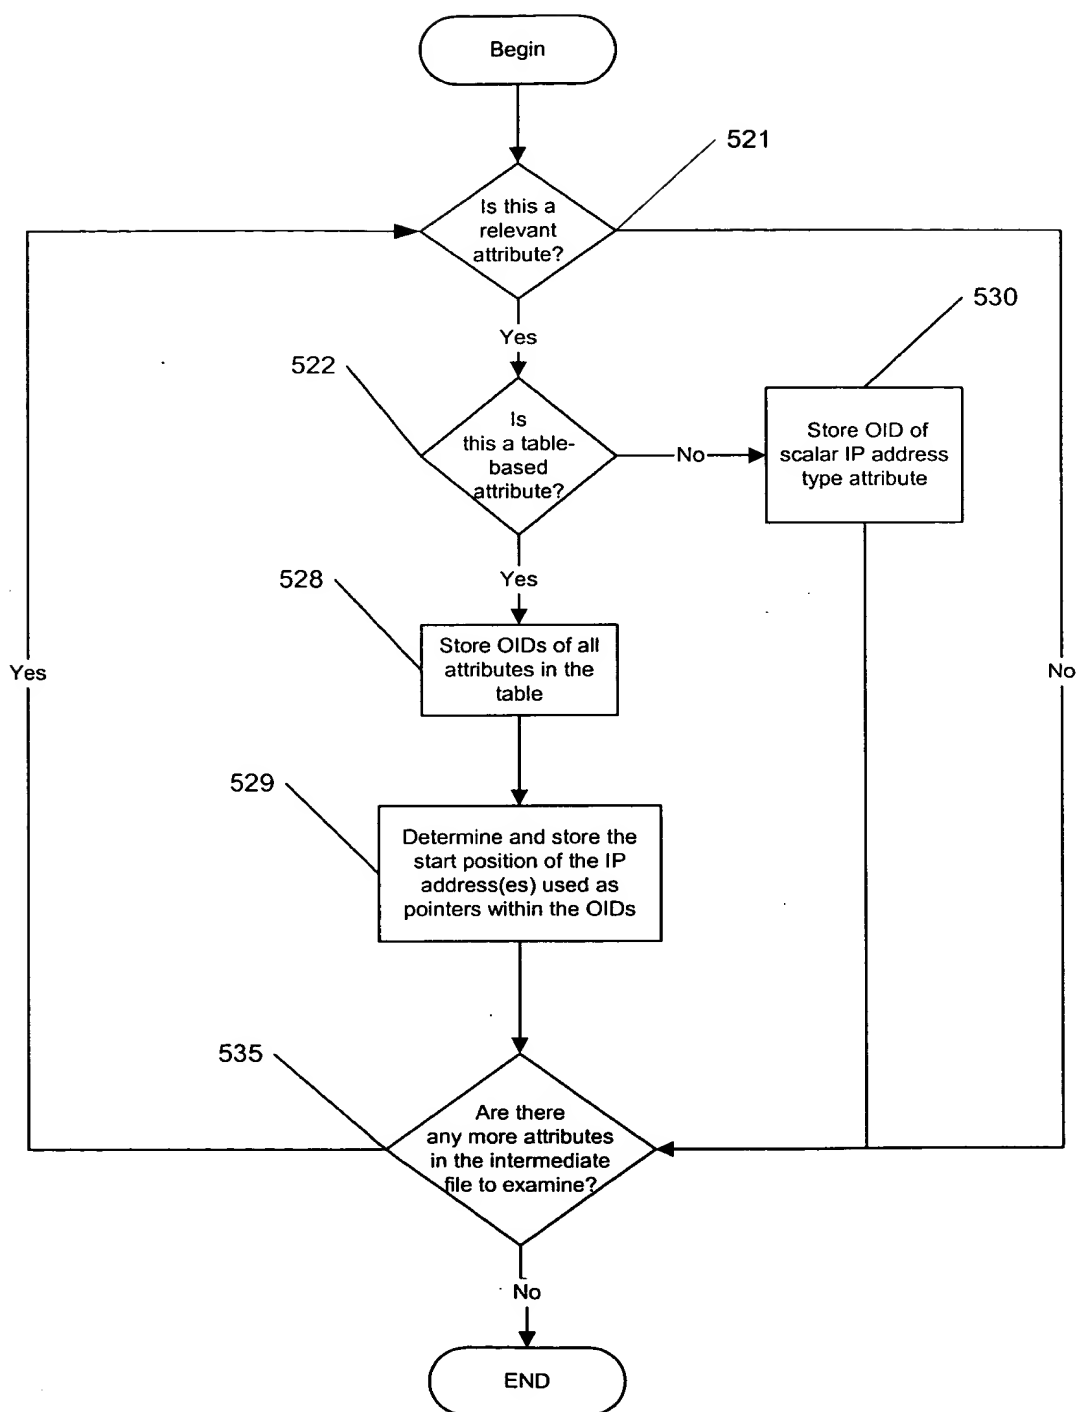 Begin
521
Is this a
relevant
attribute?
Yes
530
522
Is
this a table-
based
attribute?
No
Store OID of
scalar IP address
type attribute
Yes
528
Store OIDs of all
attributes in the
table
Yes
No
529
Determine and store the
start position of the IP
address(es) used as
pointers within the OIDs
535
Are there
any more attributes
in the intermediate
file to examine?
No
END